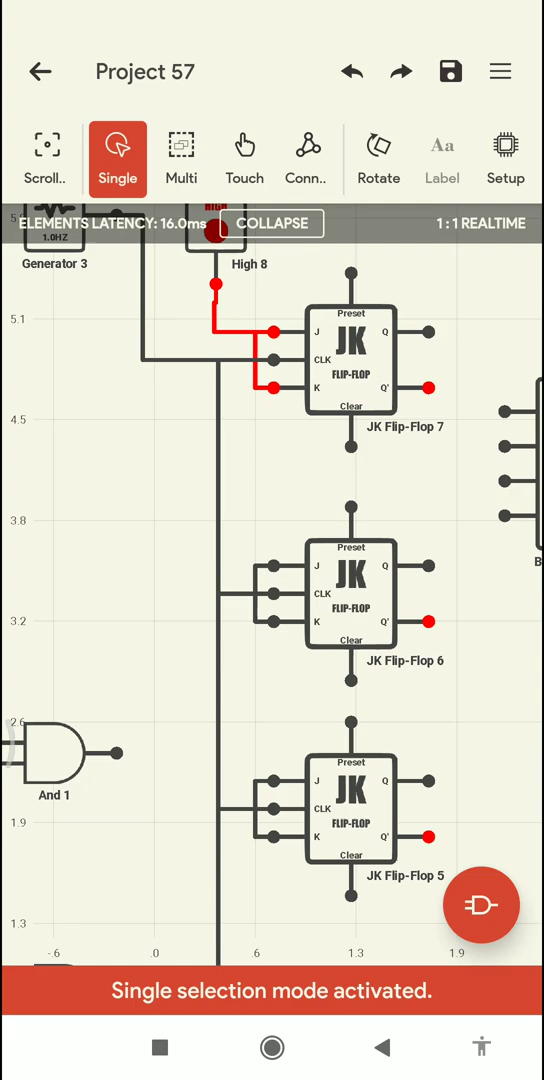 Project 57
Scroll.. Single Multi Touch Conn.. Rotate Label Setup
HIGH
ELEMENTS LATENCY: 16.0ms COLLAPSE 1 : 1 REALTIME
1.0HZ
Generator 3 High 8
Preset
5.1
J Q
JK
CLK
FLIP-FLOP
K Q'
Clear
4.5
JK Flip-Flop 7
3.8
Preset
J Q
JK
CLK
FLIP-FLOP
3.2
K Q'
Clear
JK Flip-Flop 6
2.6
Preset
J Q
JK
And 1
CLK
1.9
FLIP-FLOP
K Q'
Clear
JK Flip-Flop 5
1.3
-.6 .0 .6 1.3 1.9
Single selection mode activated.